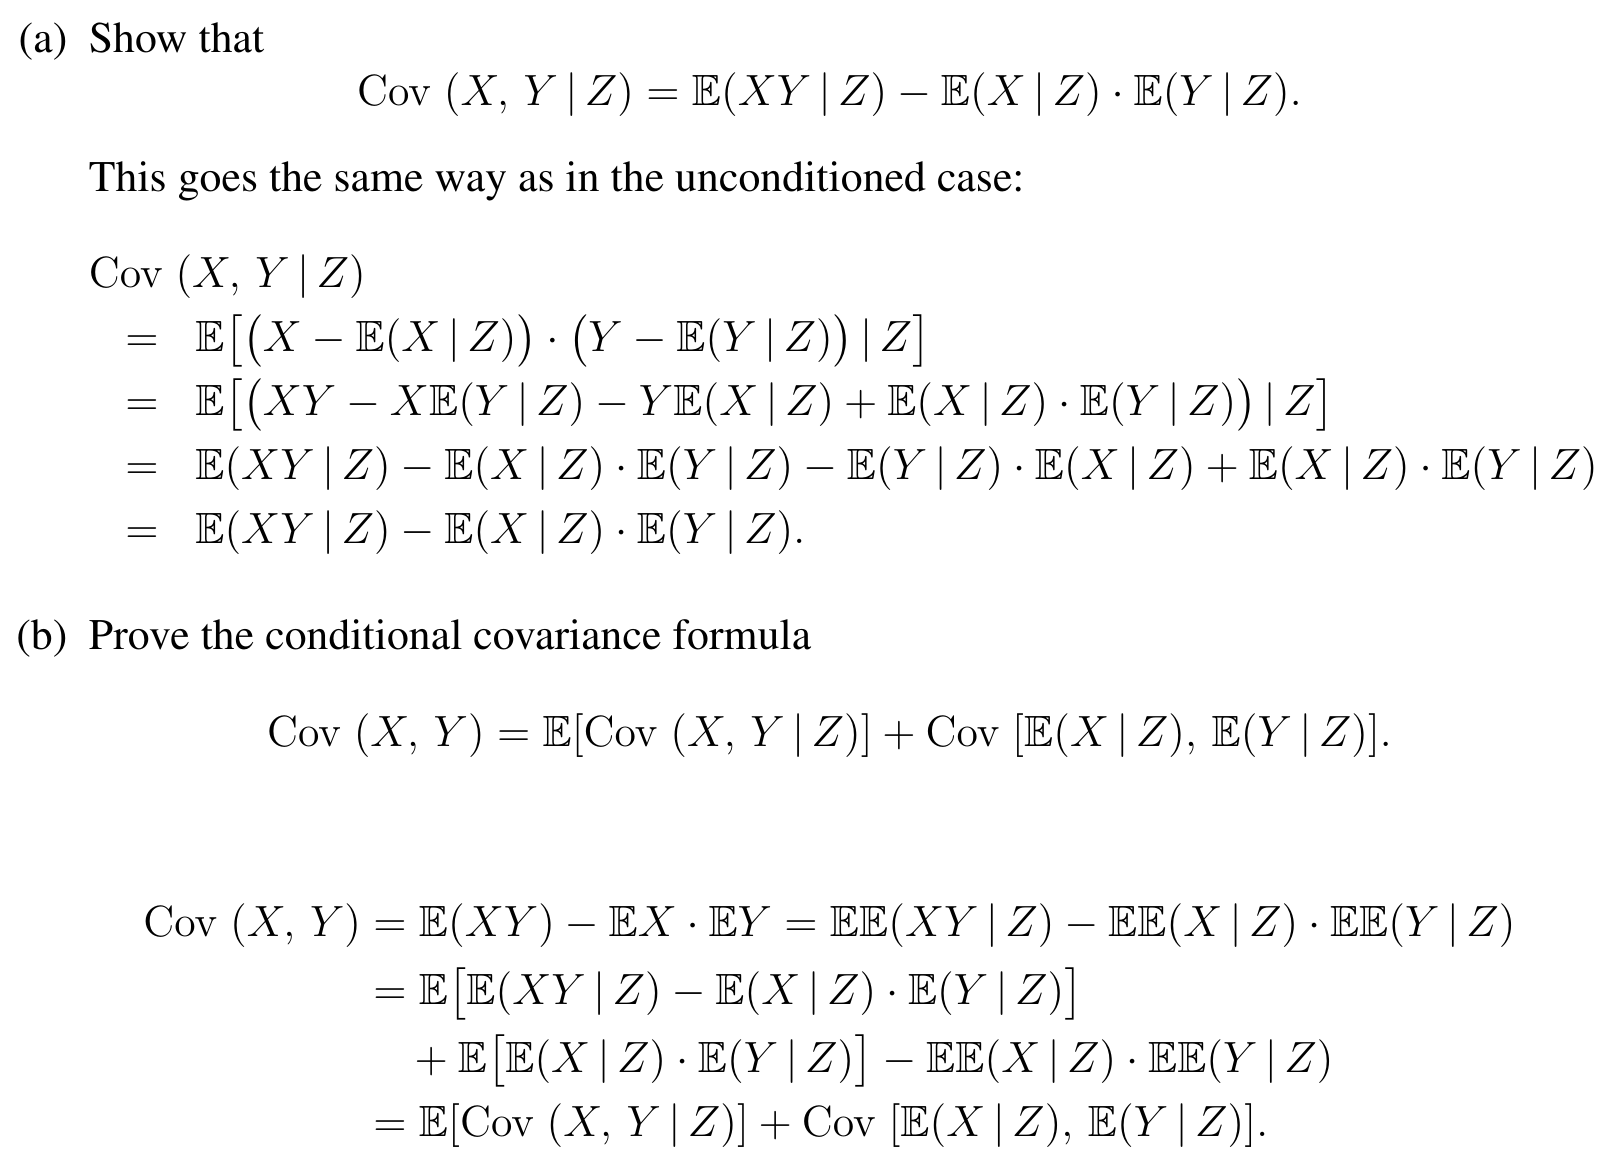 (a) Show that
Cov (X, Y | Z) = 𝔼(XY | Z) − 𝔼(X | Z) · 𝔼(Y | Z).
This goes the same way as in the unconditioned case:
Cov (X, Y | Z)
= 𝔼[(X − 𝔼(X | Z)) · (Y − 𝔼(Y | Z)) | Z]
= 𝔼[(XY − X𝔼(Y | Z) − Y𝔼(X | Z) + 𝔼(X | Z) · 𝔼(Y | Z)) | Z]
= 𝔼(XY | Z) − 𝔼(X | Z) · 𝔼(Y | Z) − 𝔼(Y | Z) · 𝔼(X | Z) + 𝔼(X | Z) · 𝔼(Y | Z)
= 𝔼(XY | Z) − 𝔼(X | Z) · 𝔼(Y | Z).
(b) Prove the conditional covariance formula
Cov (X, Y) = 𝔼[Cov (X, Y | Z)] + Cov [𝔼(X | Z), 𝔼(Y | Z)].
Cov (X, Y) = 𝔼(XY) − 𝔼X · 𝔼Y = 𝔼𝔼(XY | Z) − 𝔼𝔼(X | Z) · 𝔼𝔼(Y | Z)
= 𝔼[𝔼(XY | Z) − 𝔼(X | Z) · 𝔼(Y | Z)]
+ 𝔼[𝔼(X | Z) · 𝔼(Y | Z)] − 𝔼𝔼(X | Z) · 𝔼𝔼(Y | Z)
= 𝔼[Cov (X, Y | Z)] + Cov [𝔼(X | Z), 𝔼(Y | Z)].